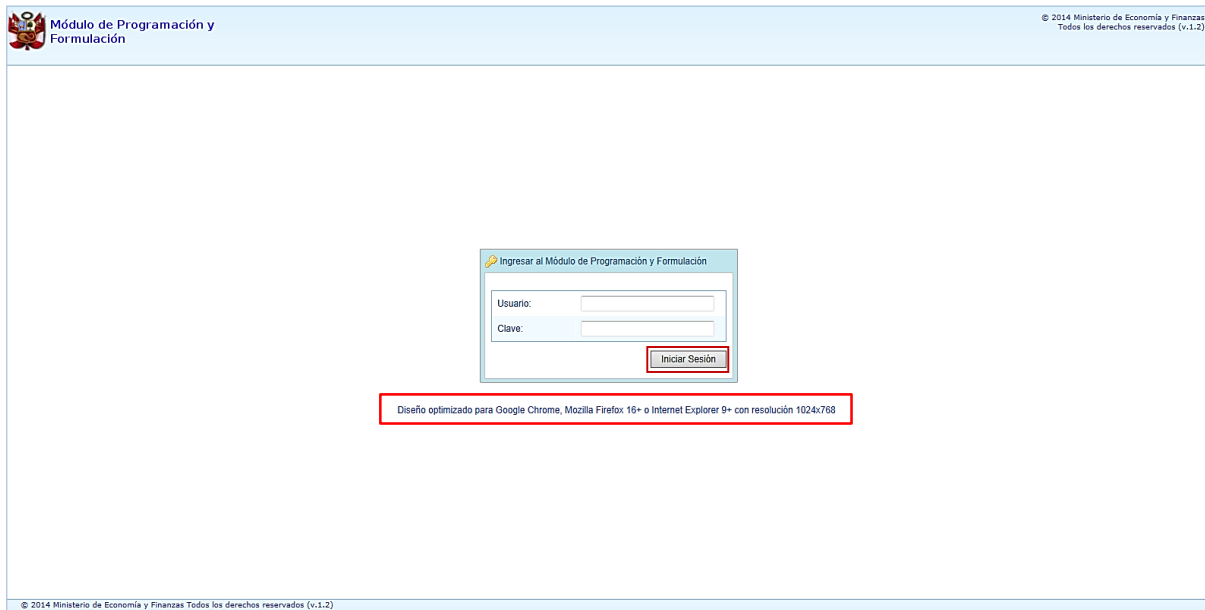 Módulo de Programación y
Formulación
© 2014 Ministerio de Economía y Finanzas
Todos los derechos reservados (v.1.2)
Ingresar al Módulo de Programación y Formulación
Usuario:
Clave:
Iniciar Sesión
Diseño optimizado para Google Chrome, Mozilla Firefox 16+ o Internet Explorer 9+ con resolución 1024x768
© 2014 Ministerio de Economía y Finanzas Todos los derechos reservados (v.1.2)